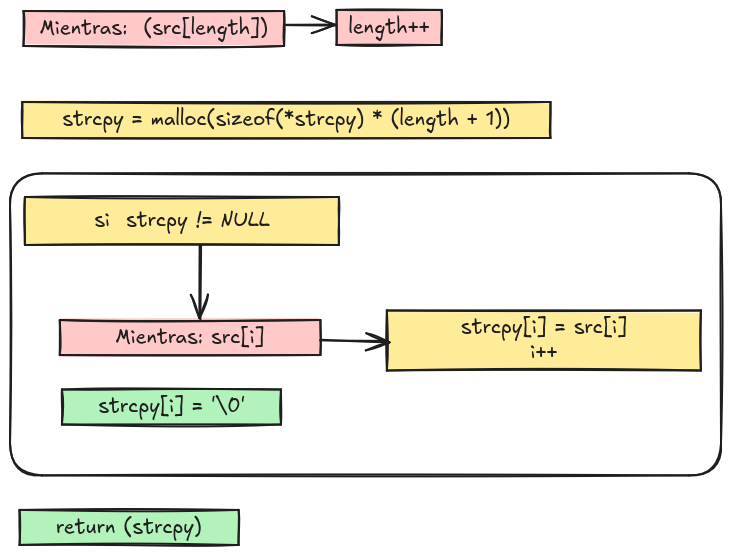 Mientras: (src[length])
length++
strcpy = malloc(sizeof(*strcpy) * (length + 1))
si strcpy != NULL
Mientras: src[i]
strcpy[i] = src[i]
i++
strcpy[i] = '\0'
return (strcpy)